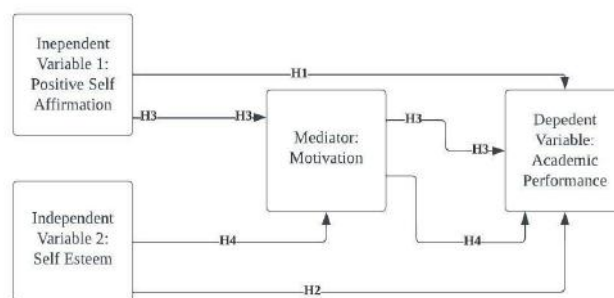 Inependent
Variable 1:
Positive Self
Affirmation
H1
H3
H3
Mediator:
Motivation
H3
H3
Depedent
Variable:
Academic
Performance
Independent
Variable 2:
Self Esteem
H4
H4
H2